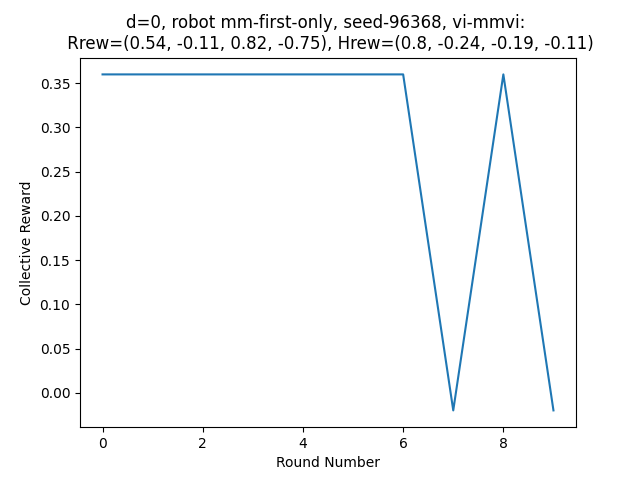 d=0, robot mm-first-only, seed-96368, vi-mmvi:
Rrew=(0.54, -0.11, 0.82, -0.75), Hrew=(0.8, -0.24, -0.19, -0.11)
0.35
0.30
0.25
0.20
0.15
0.10
0.05
0.00
Collective Reward
0 2 4 6 8
Round Number